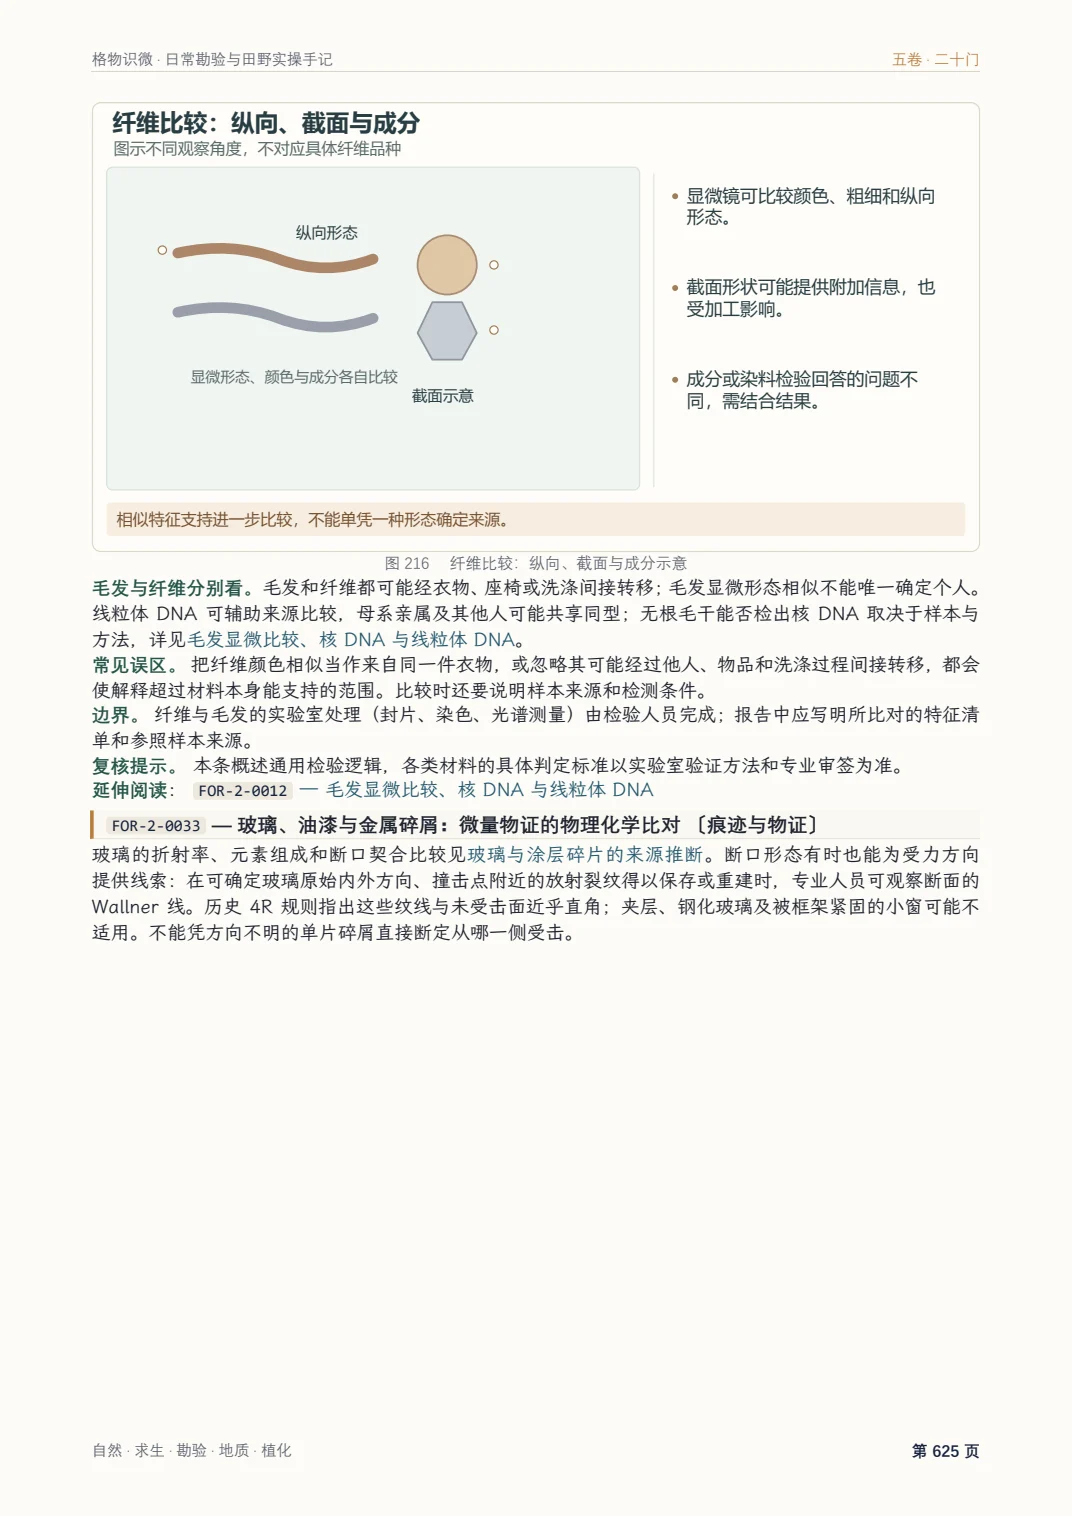 格物识微 · 日常勘验与田野实操手记
五卷 · 二十门
纤维比较：纵向、截面与成分
图示不同观察角度，不对应具体纤维品种
纵向形态
显微形态、颜色与成分各自比较
截面示意
显微镜可比较颜色、粗细和纵向
形态。
截面形状可能提供附加信息，也
受加工影响。
成分或染料检验回答的问题不
同，需结合结果。
相似特征支持进一步比较，不能单凭一种形态确定来源。
图 216 纤维比较：纵向、截面与成分示意
毛发与纤维分别看。毛发和纤维都可能经衣物、座椅或洗涤间接转移；毛发显微形态相似不能唯一确定个人。
线粒体 DNA 可辅助来源比较，母系亲属及其他人可能共享同型；无根毛干能否检出核 DNA 取决于样本与
方法，详见毛发显微比较、核 DNA 与线粒体 DNA。
常见误区。 把纤维颜色相似当作来自同一件衣物，或忽略其可能经过他人、物品和洗涤过程间接转移，都会
使解释超过材料本身能支持的范围。比较时还要说明样本来源和检测条件。
边界。 纤维与毛发的实验室处理（封片、染色、光谱测量）由检验人员完成；报告中应写明所比对的特征清
单和参照样本来源。
复核提示。 本条概述通用检验逻辑，各类材料的具体判定标准以实验室验证方法和专业审签为准。
延伸阅读： FOR-2-0012 — 毛发显微比较、核 DNA 与线粒体 DNA
FOR-2-0033 — 玻璃、油漆与金属碎屑：微量物证的物理化学比对 〔痕迹与物证〕
玻璃的折射率、元素组成和断口契合比较见玻璃与涂层碎片的来源推断。断口形态有时也能为受力方向
提供线索：在可确定玻璃原始内外方向、撞击点附近的放射裂纹得以保存或重建时，专业人员可观察断面的
Wallner 线。历史 4R 规则指出这些纹线与未受击面近乎直角；夹层、钢化玻璃及被框架紧固的小窗可能不
适用。不能凭方向不明的单片碎屑直接断定从哪一侧受击。
自然 · 求生 · 勘验 · 地质 · 植化
第 625 页